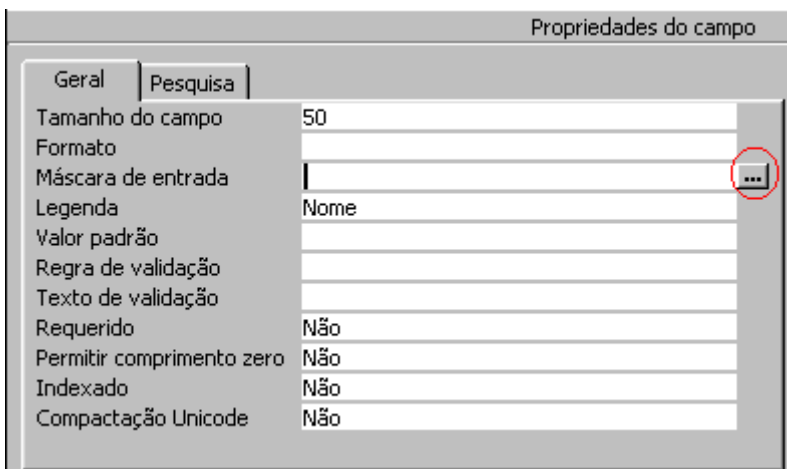 Propriedades do campo
Geral Pesquisa
Tamanho do campo 50
Formato
Máscara de entrada ...
Legenda Nome
Valor padrão
Regra de validação
Texto de validação
Requerido Não
Permitir comprimento zero Não
Indexado Não
Compactação Unicode Não